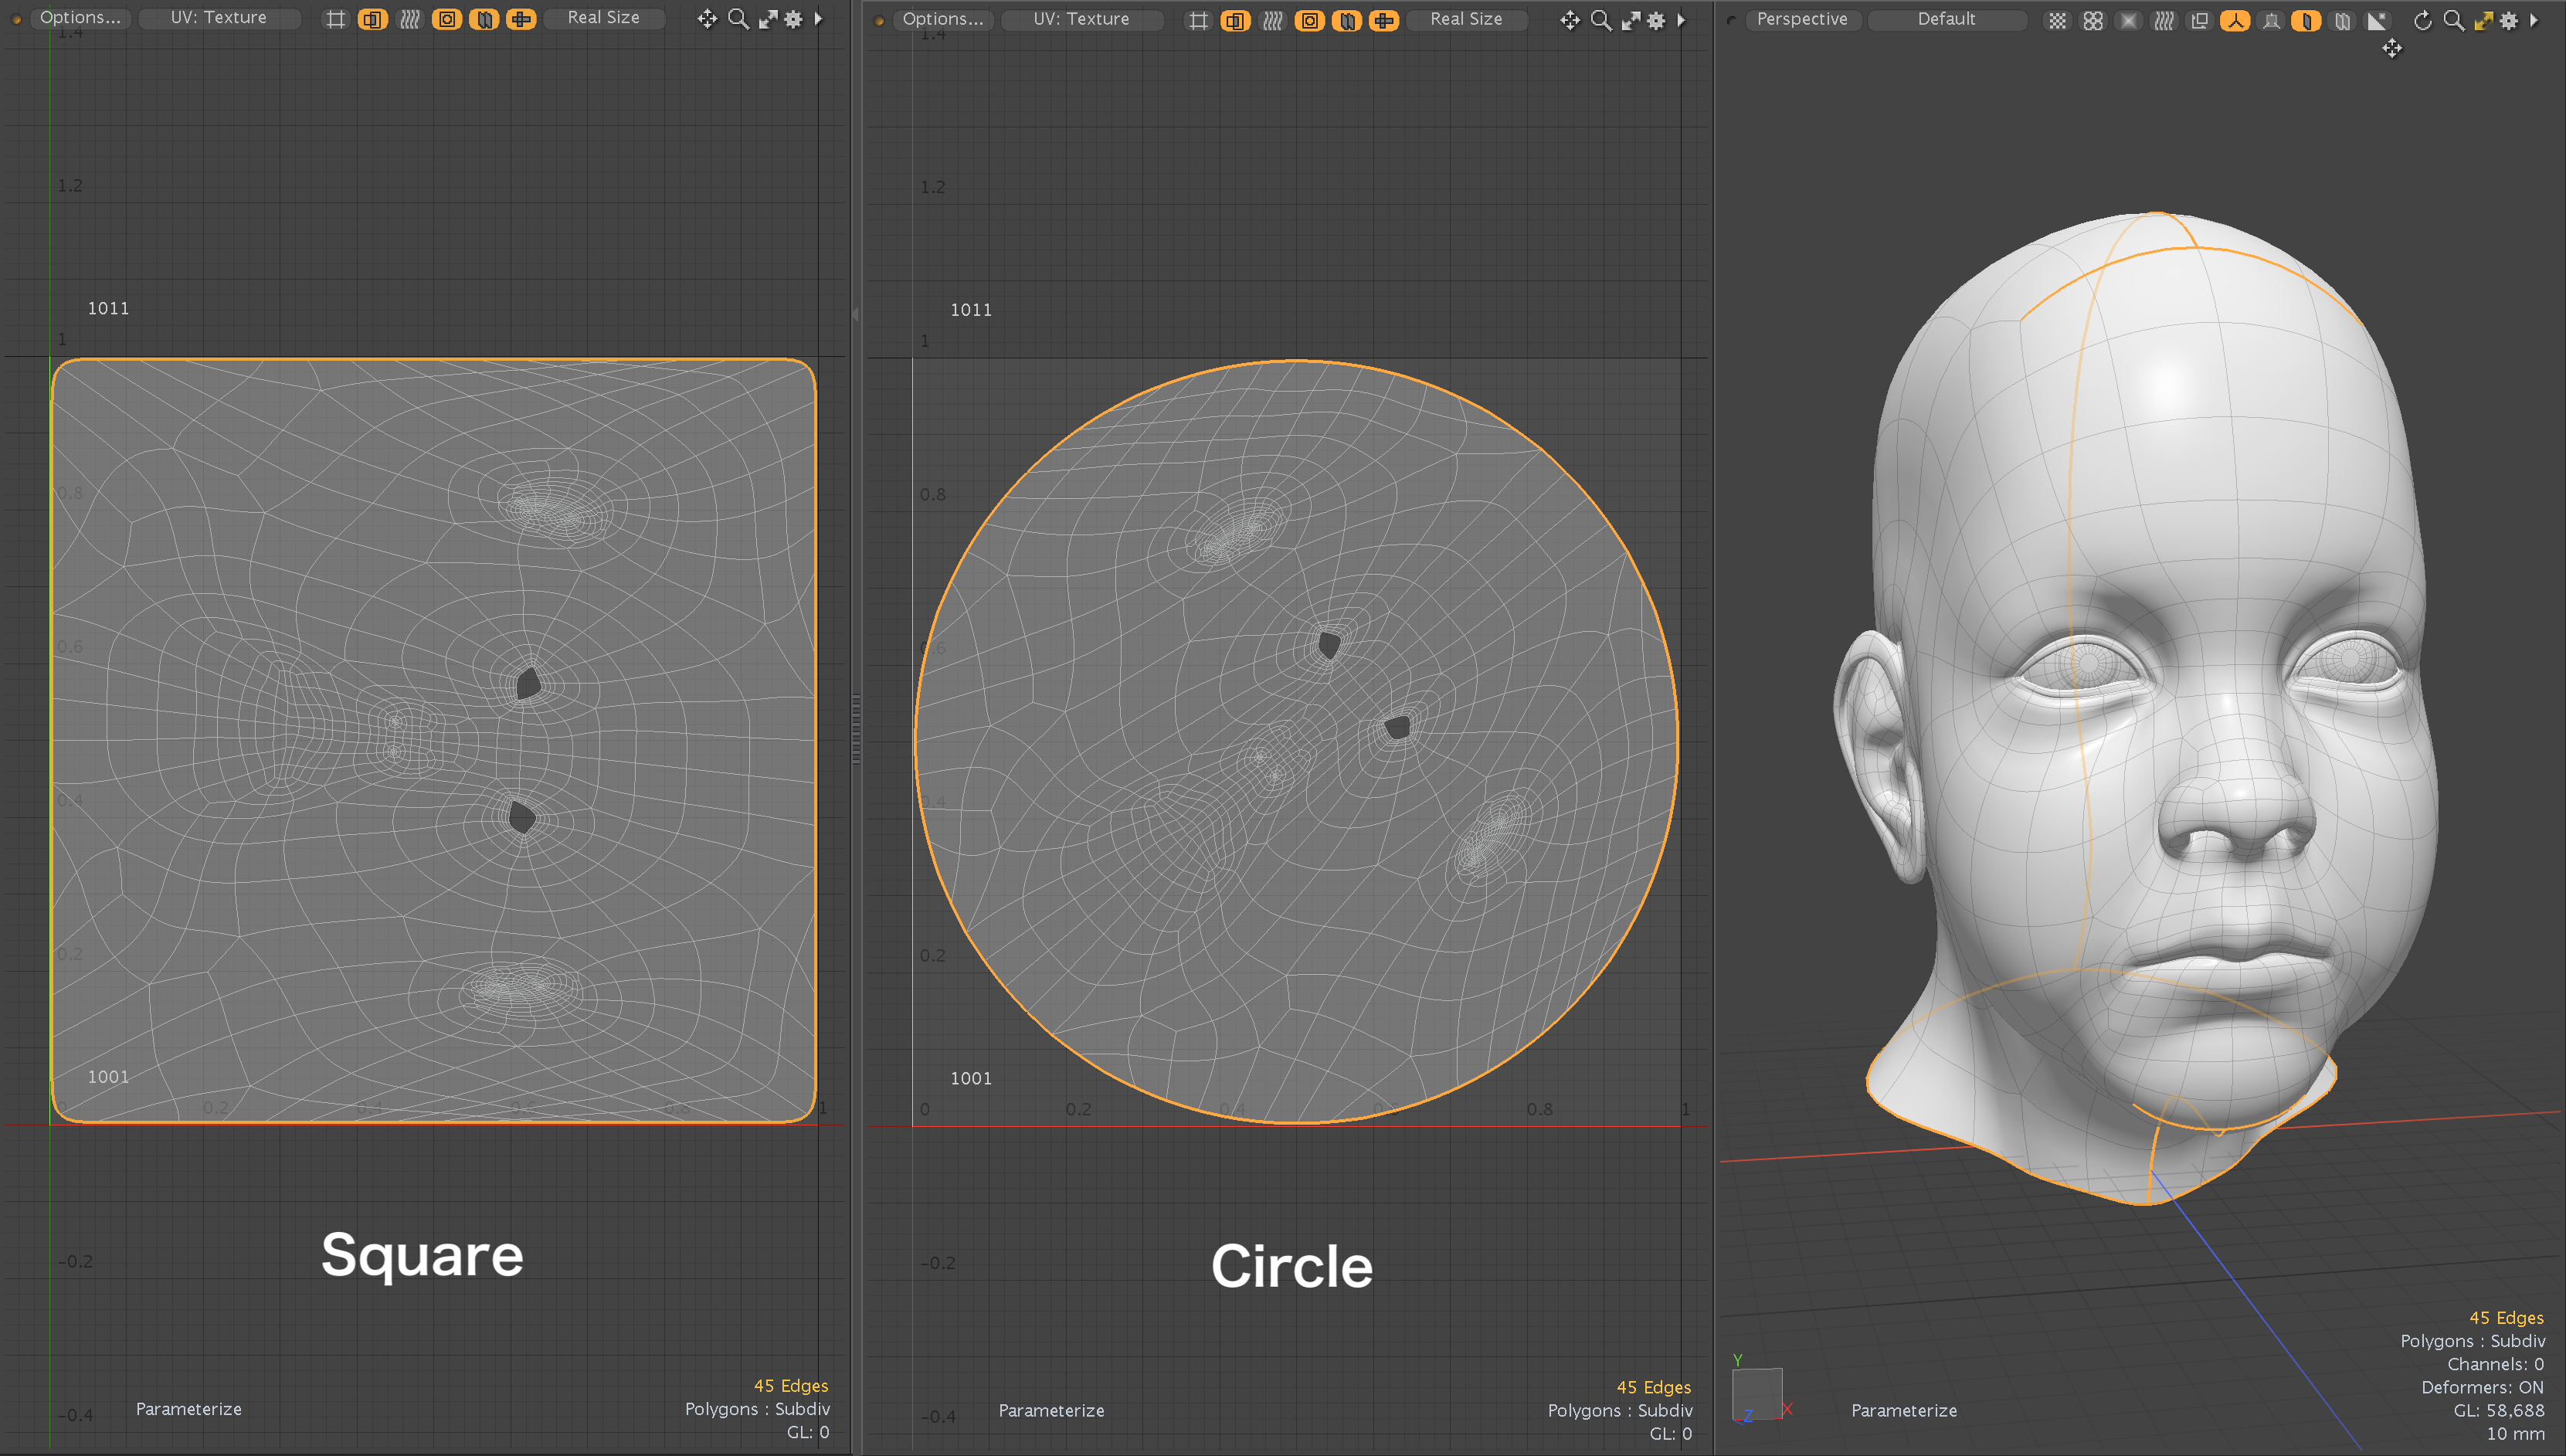 Options... UV: Texture Real Size
1.4
1.2
1011
1
0.8
0.6
0.4
0.2
1001
0 0.2 0.4 0.6 0.8 1
-0.2
Square
-0.4
45 Edges
Parameterize
Polygons : Subdiv
GL: 0
Options... UV: Texture Real Size
1.4
1.2
1011
1
0.8
0.6
0.4
0.2
1001
0 0.2 0.4 0.6 0.8 1
-0.2
Circle
-0.4
45 Edges
Parameterize
Polygons : Subdiv
GL: 0
Perspective Default
45 Edges
Polygons : Subdiv
Channels: 0
Deformers: ON
GL: 58,688
10 mm
Y
X
Z
Parameterize